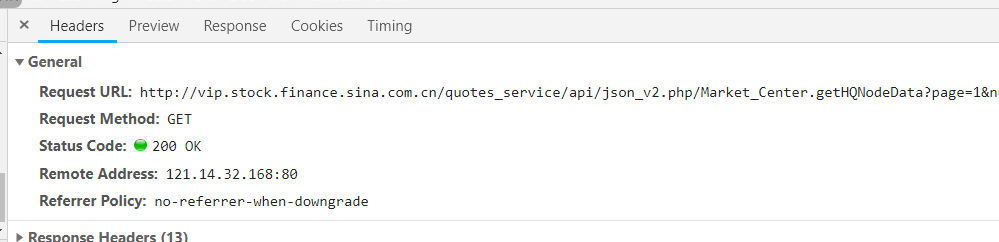 × Headers Preview Response Cookies Timing
▼ General
Request URL: http://vip.stock.finance.sina.com.cn/quotes_service/api/json_v2.php/Market_Center.getHQNodeData?page=1&n
Request Method: GET
Status Code: 200 OK
Remote Address: 121.14.32.168:80
Referrer Policy: no-referrer-when-downgrade
▶ Response Headers (13)